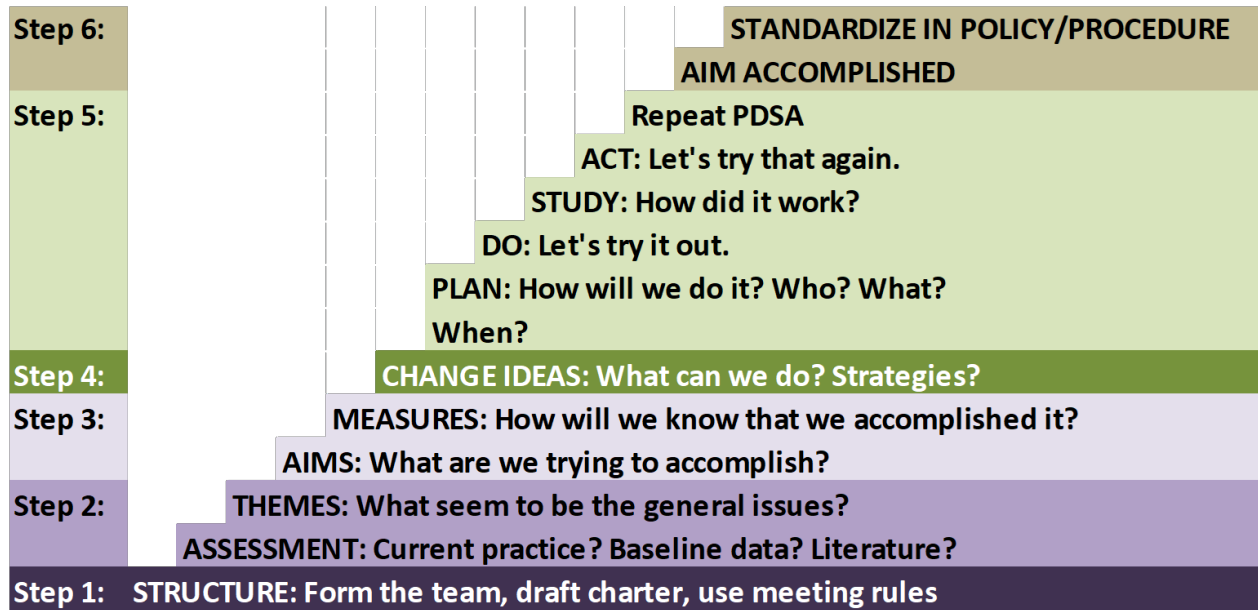 Step 6: STANDARDIZE IN POLICY/PROCEDURE
AIM ACCOMPLISHED
Step 5: Repeat PDSA
ACT: Let's try that again.
STUDY: How did it work?
DO: Let's try it out.
PLAN: How will we do it? Who? What?
When?
Step 4: CHANGE IDEAS: What can we do? Strategies?
Step 3: MEASURES: How will we know that we accomplished it?
AIMS: What are we trying to accomplish?
Step 2: THEMES: What seem to be the general issues?
ASSESSMENT: Current practice? Baseline data? Literature?
Step 1: STRUCTURE: Form the team, draft charter, use meeting rules